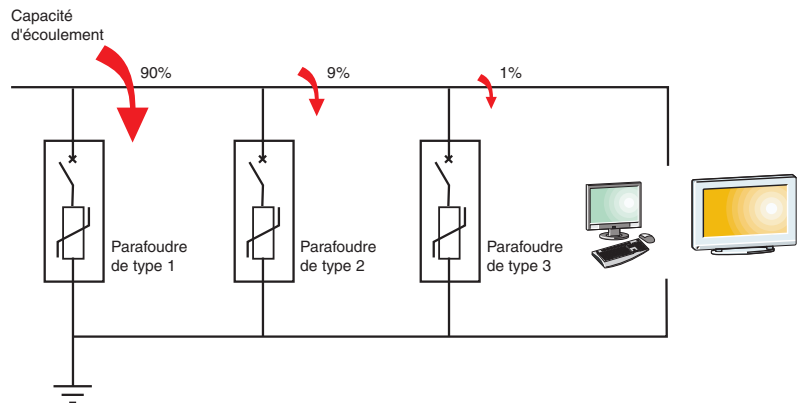 Capacité
d'écoulement
90%
9%
1%
Parafoudre
de type 1
Parafoudre
de type 2
Parafoudre
de type 3